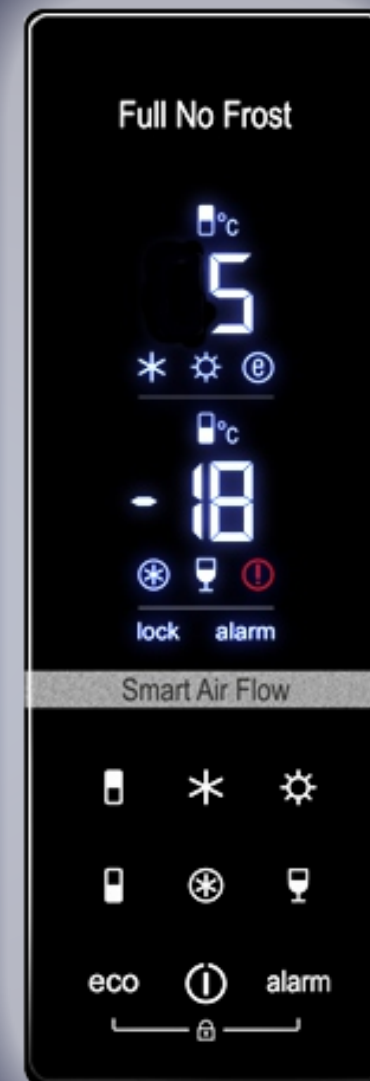 Full No Frost
°c
5
e
°c
-18
lock alarm
Smart Air Flow
eco alarm